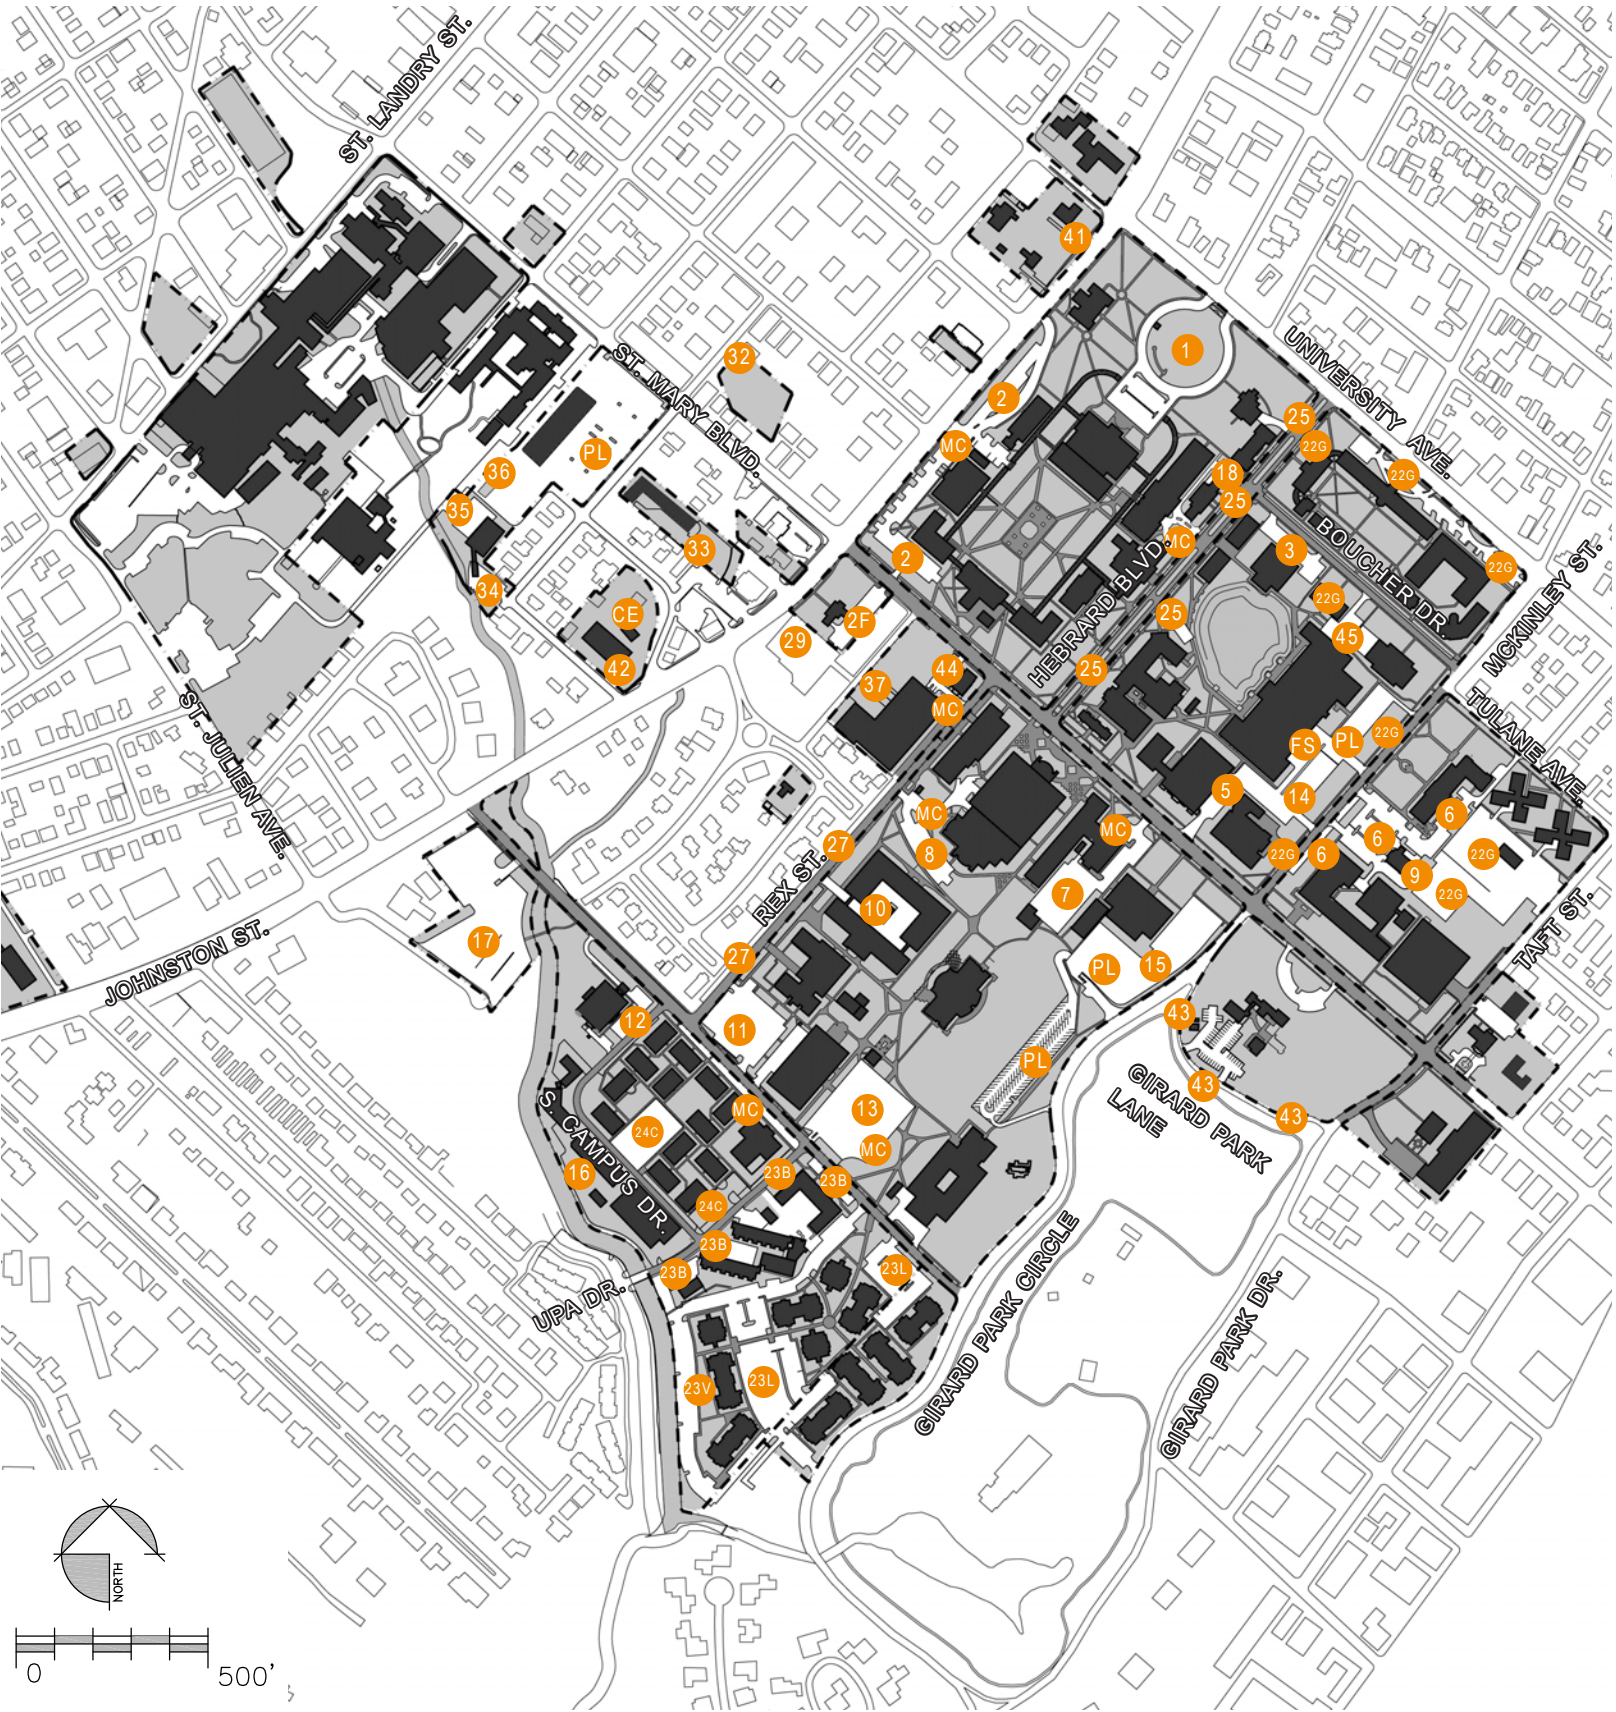 ST. LANDRY ST.
41
UNIVERSITY AVE.
1
ST. MARY BLVD.
32
2
25
MC
22G
PL
36
18
22G
25
35
MC
3
BOUCHER DR.
33
2
22G
MCKINLEY ST.
34
22G
CE
HEBRARD BLVD.
25
2F
45
29
42
44
25
37
MC
TULANE AVE.
22G
ST. JULIEN AVE.
FS
PL
5
14
MC
6
MC
6
27
8
22G
6
22G
9
REX ST.
7
22G
10
TAFT ST.
JOHNSTON ST.
17
27
PL
15
43
12
11
PL
43
GIRARD PARK
LANE
S. CAMPUS DR.
MC
13
43
24C
MC
16
23B
23B
24C
23B
23B
23L
UPA DR.
GIRARD PARK CIRCLE
GIRARD PARK DR.
23V
23L
NORTH
0
500'